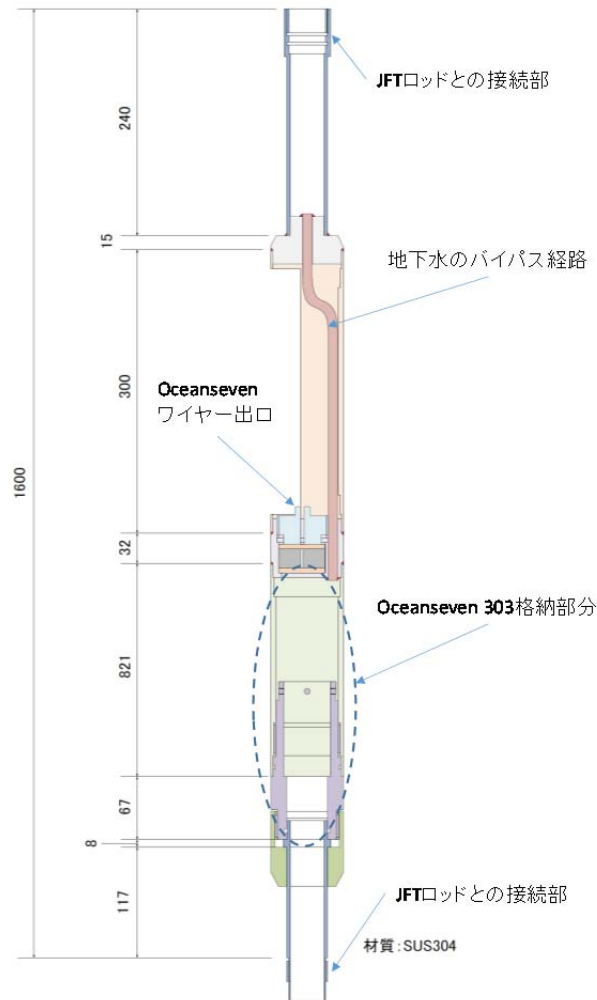 JFTロッドとの接続部
240
15
地下水のバイパス経路
300
Oceanseven
ワイヤー出口
1600
32
Oceanseven 303格納部分
821
67
8
117
JFTロッドとの接続部
材質：SUS304